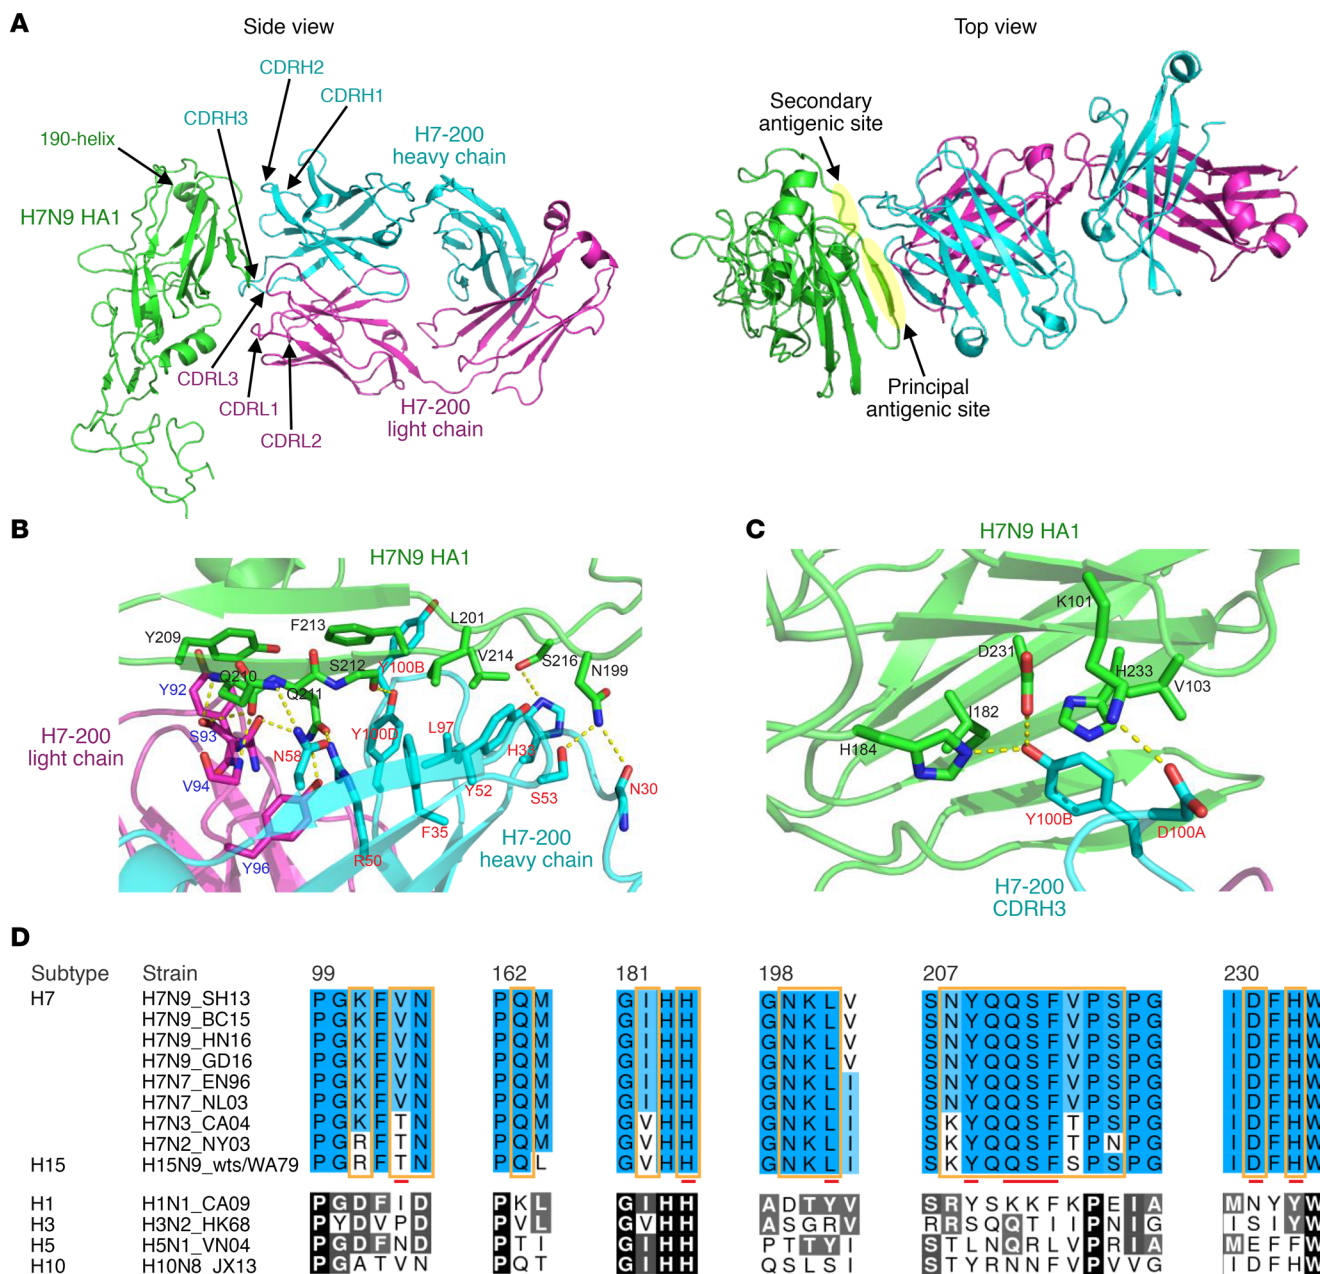 A
Side view
Top view
CDRH2
CDRH1
CDRH3
190-helix
H7-200
heavy chain
H7N9 HA1
CDRL3
CDRL1
CDRL2
H7-200
light chain
Secondary
antigenic site
Principal
antigenic site
B
H7N9 HA1
Y209
F213
L201
V214
S216
N199
Q210
S212
Y100B
Q211
Y92
S93
V94
Y96
N58
Y100D
L97
H33
Y52
S53
N30
F35
R50
H7-200
light chain
H7-200
heavy chain
C
H7N9 HA1
K101
D231
H233
V103
I182
H184
Y100B
D100A
H7-200
CDRH3
D
Subtype Strain 99 162 181 198 207 230
H7 H7N9_SH13 PGKFVN PQM GIHH GNKLV SNYQQSFVPSPG IDFHW
H7N9_BC15 PGKFVN PQM GIHH GNKLV SNYQQSFVPSPG IDFHW
H7N9_HN16 PGKFVN PQM GIHH GNKLV SNYQQSFVPSPG IDFHW
H7N9_GD16 PGKFVN PQM GIHH GNKLV SNYQQSFVPSPG IDFHW
H7N7_EN96 PGKFVN PQM GIHH GNKLI SNYQQSFVPSPG IDFHW
H7N7_NL03 PGKFVN PQM GIHH GNKLI SNYQQSFVPSPG IDFHW
H7N3_CA04 PGKFTN PQM GVHH GNKLI SKYQQSFTPSPG IDFHW
H7N2_NY03 PGRFTN PQM GVHH GNKLI SKYQQSFTPNPG IDFHW
H15 H15N9_wts/WA79 PGRFTN PQL GVHH GNKLI SKYQQSFSPSPG IDFHW
H1 H1N1_CA09 PGDFID PKL GIHH ADTYV SRYSKKFKPEIA MNYYW
H3 H3N2_HK68 PYDVPD PVL GVHH ASGRV RRSQQTIIPNIG ISIYW
H5 H5N1_VN04 PGDFND PTI GIHH PTTYI STLNQRLVPRIA MEFFW
H10 H10N8_JX13 PGATVN PQT GIHH QSLSI STYRNNFVPVVG IDFHW